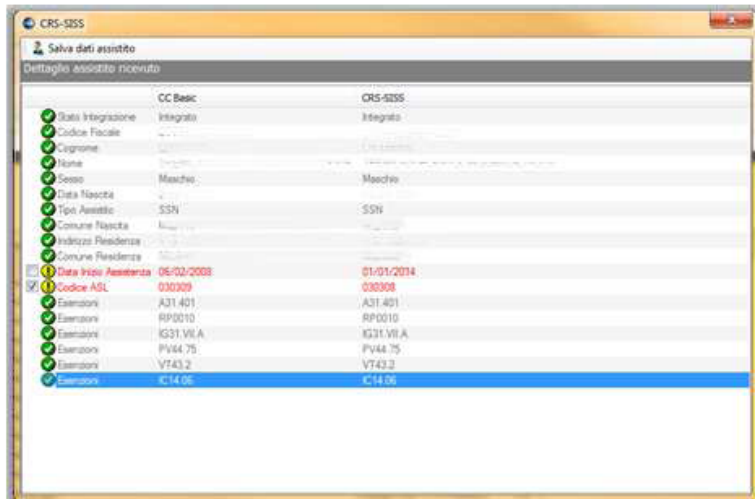 CRS-SISS
Salva dati assistito
Dettaglio assistito ricevuto
CC Basic CRS-SISS
Stato Integrazione Integrato Integrato
Codice Fiscale
Cognome
Nome
Sesso Maschio Maschio
Data Nascita
Tipo Assistito SSN SSN
Comune Nascita
Indirizzo Residenza
Comune Residenza
Data Inizio Assistenza 06/02/2008 01/01/2014
Codice ASL 030309 030308
Esenzioni A31.401 A31.401
Esenzioni RP0010 RP0010
Esenzioni IG31.VII.A IG31.VII.A
Esenzioni PV44.75 PV44.75
Esenzioni VT43.2 VT43.2
Esenzioni IC14.06 IC14.06